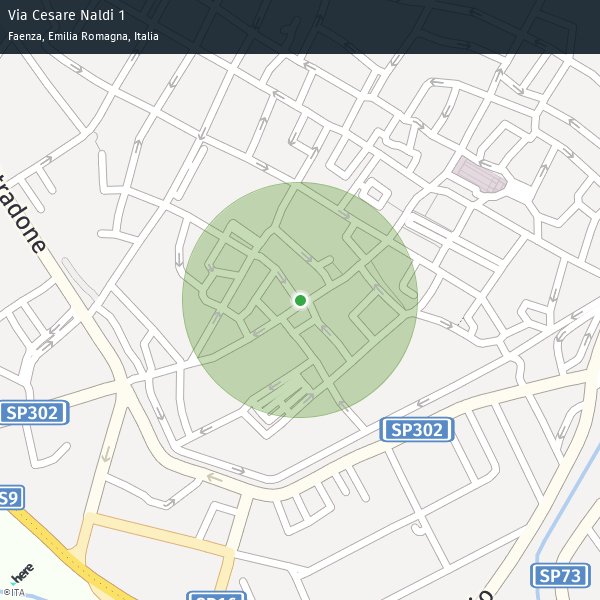 Via Cesare Naldi 1
Faenza, Emilia Romagna, Italia
tradone
SP302
SP302
S9
SP73
here
©ITA
io